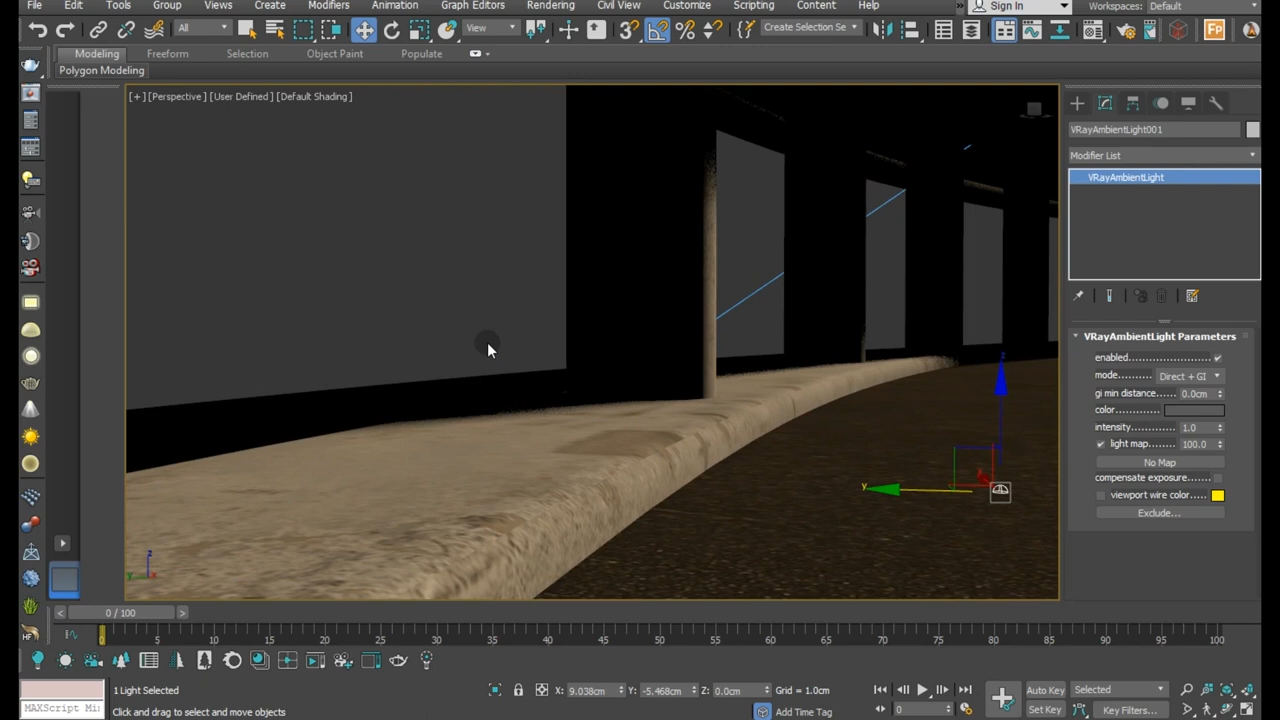 File Edit Tools Group Views Create Modifiers Animation Graph Editors Rendering Civil View Customize Scripting Content Help » Sign In Workspaces: Default
All View Create Selection Se
Modeling Freeform Selection Object Paint Populate
Polygon Modeling
[+] [Perspective] [User Defined] [Default Shading]
VRayAmbientLight001
Modifier List
VRayAmbientLight
VRayAmbientLight Parameters
enabled
mode Direct + GI
gi min distance 0.0cm
color
intensity 1.0
light map 100.0
No Map
compensate exposure
viewport wire color
Exclude...
z
y
x
z
y
x
< 0 / 100 >
0 5 10 15 20 25 30 35 40 45 50 55 60 65 70 75 80 85 90 95 100
1 Light Selected X: 9.038cm Y: -5.468cm Z: 0.0cm Grid = 1.0cm Auto Key Selected
MAXScript Mi Click and drag to select and move objects Add Time Tag 0 Set Key Key Filters...